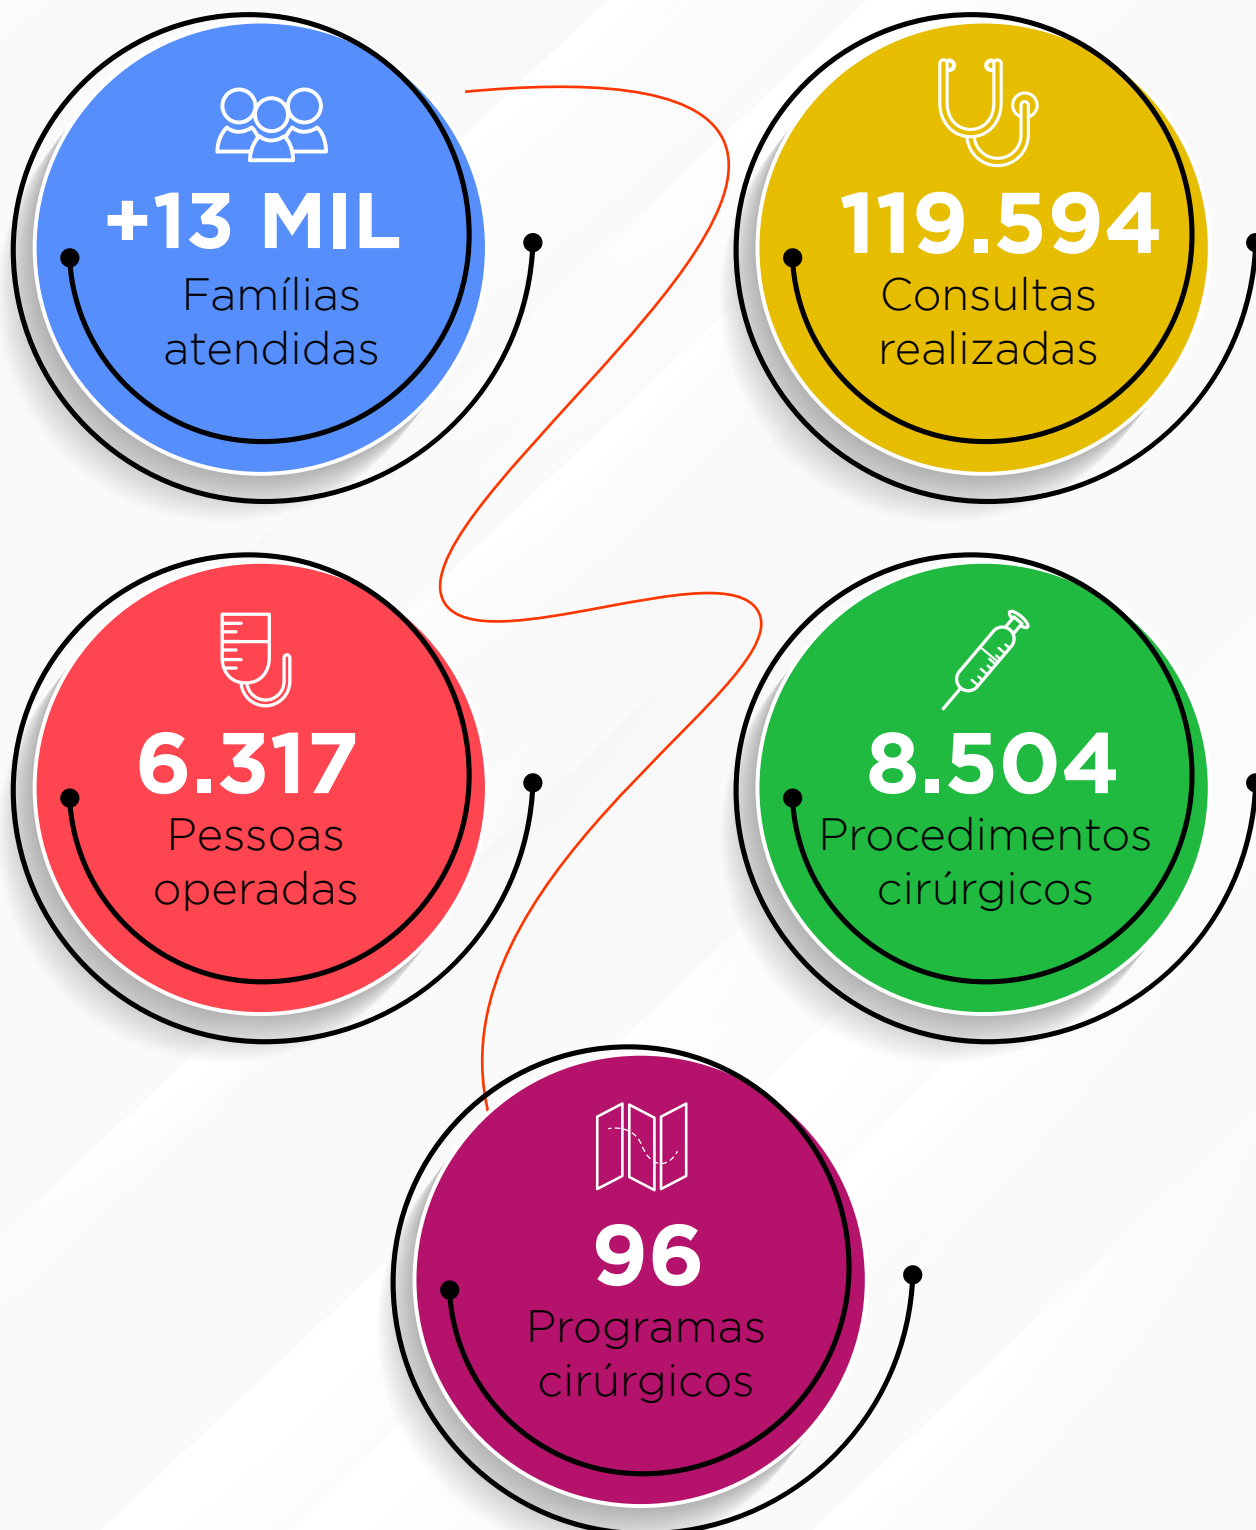 +13 MIL
Famílias
atendidas
119.594
Consultas
realizadas
6.317
Pessoas
operadas
8.504
Procedimentos
cirúrgicos
96
Programas
cirúrgicos